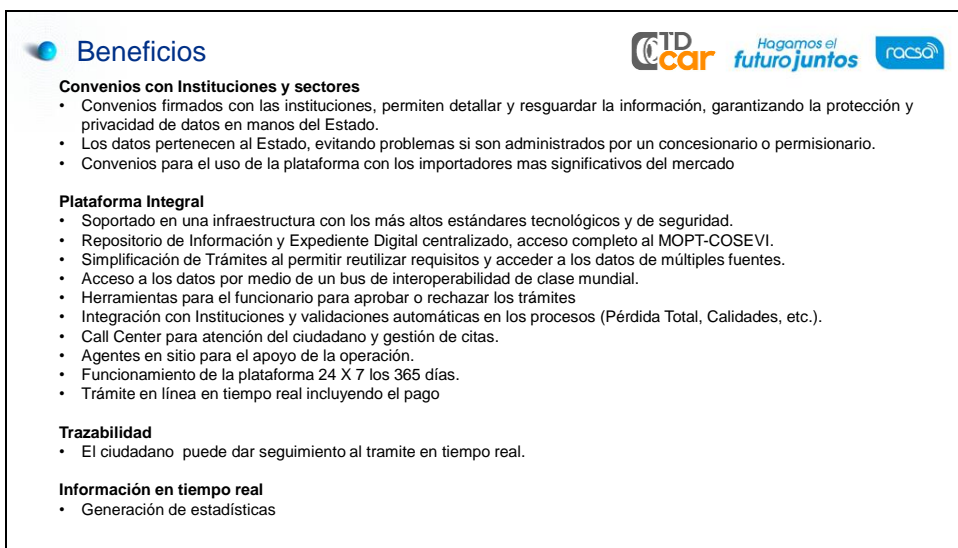 Beneficios
TD
car
Hagamos el
futuro juntos
racsa
Convenios con Instituciones y sectores
• Convenios firmados con las instituciones, permiten detallar y resguardar la información, garantizando la protección y
privacidad de datos en manos del Estado.
• Los datos pertenecen al Estado, evitando problemas si son administrados por un concesionario o permisionario.
• Convenios para el uso de la plataforma con los importadores mas significativos del mercado
Plataforma Integral
• Soportado en una infraestructura con los más altos estándares tecnológicos y de seguridad.
• Repositorio de Información y Expediente Digital centralizado, acceso completo al MOPT-COSEVI.
• Simplificación de Trámites al permitir reutilizar requisitos y acceder a los datos de múltiples fuentes.
• Acceso a los datos por medio de un bus de interoperabilidad de clase mundial.
• Herramientas para el funcionario para aprobar o rechazar los trámites
• Integración con Instituciones y validaciones automáticas en los procesos (Pérdida Total, Calidades, etc.).
• Call Center para atención del ciudadano y gestión de citas.
• Agentes en sitio para el apoyo de la operación.
• Funcionamiento de la plataforma 24 X 7 los 365 días.
• Trámite en línea en tiempo real incluyendo el pago
Trazabilidad
• El ciudadano puede dar seguimiento al tramite en tiempo real.
Información en tiempo real
• Generación de estadísticas